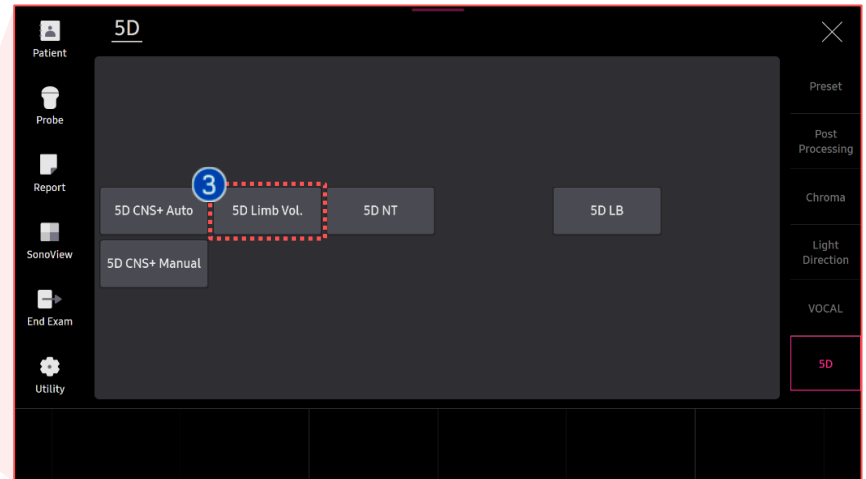 5D
Patient
Probe
Report
SonoView
End Exam
Utility
3
5D CNS+ Auto
5D Limb Vol.
5D NT
5D LB
5D CNS+ Manual
Preset
Post
Processing
Chroma
Light
Direction
VOCAL
5D